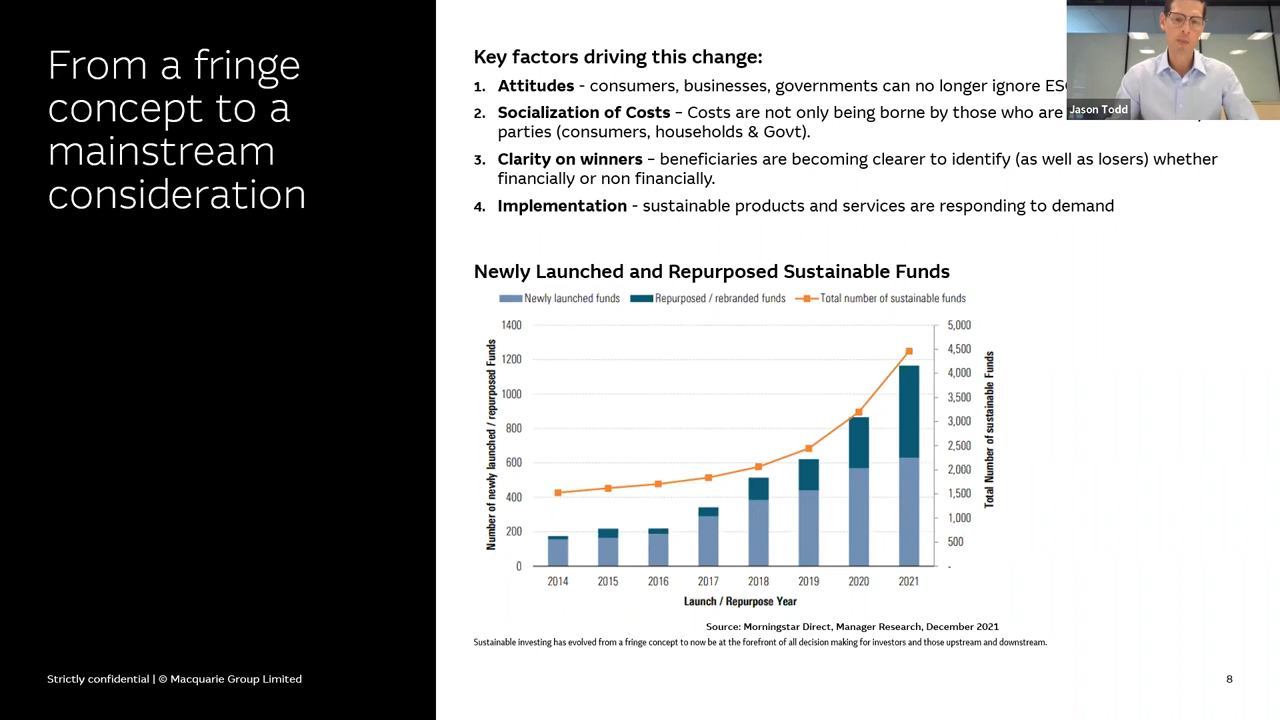 From a fringe
concept to a
mainstream
consideration
Key factors driving this change:
1. Attitudes - consumers, businesses, governments can no longer ignore
2. Socialization of Costs – Costs are not only being borne by those who are
parties (consumers, households & Govt).
3. Clarity on winners – beneficiaries are becoming clearer to identify (as well as losers) whether
financially or non financially.
4. Implementation - sustainable products and services are responding to demand
Jason Todd
Newly Launched and Repurposed Sustainable Funds
Newly launched funds Repurposed / rebranded funds Total number of sustainable funds
Number of newly launched / repurposed Funds
1400
1200
1000
800
600
400
200
0
5,000
4,500
4,000
3,500
3,000
2,500
2,000
1,500
1,000
500
-
Total Number of sustainable Funds
2014 2015 2016 2017 2018 2019 2020 2021
Launch / Repurpose Year
Source: Morningstar Direct, Manager Research, December 2021
Sustainable investing has evolved from a fringe concept to now be at the forefront of all decision making for investors and those upstream and downstream.
Strictly confidential | © Macquarie Group Limited
8